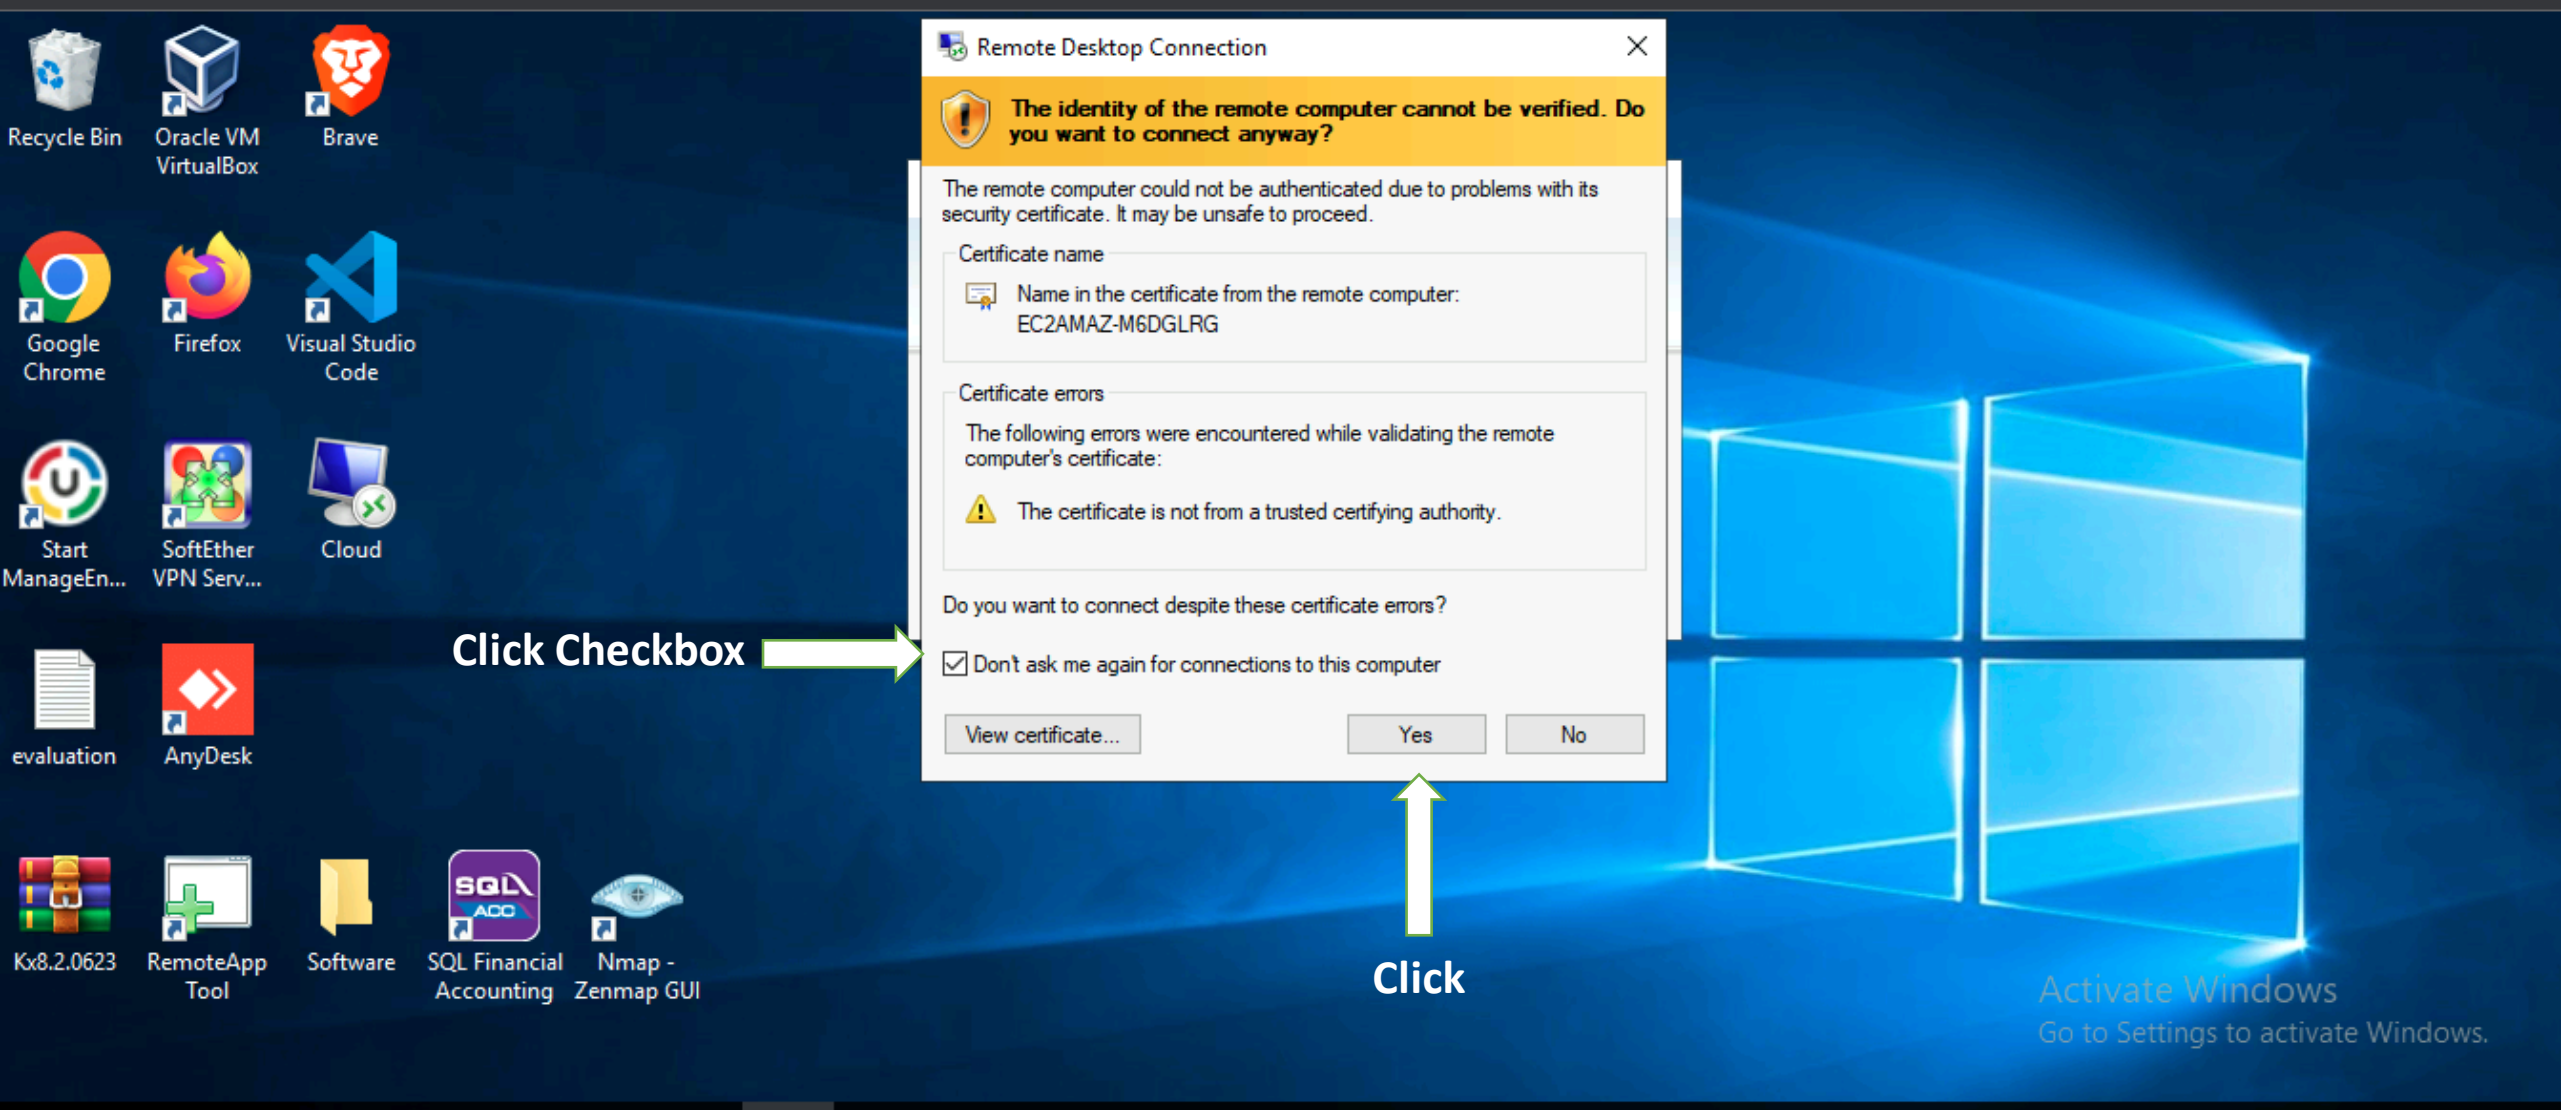 Recycle Bin
Oracle VM
VirtualBox
Brave
Google
Chrome
Firefox
Visual Studio
Code
Start
ManageEn...
SoftEther
VPN Serv...
Cloud
evaluation
AnyDesk
Kx8.2.0623
RemoteApp
Tool
Software
SQL
ACC
SQL Financial
Accounting
Nmap -
Zenmap GUI
Remote Desktop Connection
The identity of the remote computer cannot be verified. Do
you want to connect anyway?
The remote computer could not be authenticated due to problems with its
security certificate. It may be unsafe to proceed.
Certificate name
Name in the certificate from the remote computer:
EC2AMAZ-M6DGLRG
Certificate errors
The following errors were encountered while validating the remote
computer's certificate:
The certificate is not from a trusted certifying authority.
Do you want to connect despite these certificate errors?
Click Checkbox
Don't ask me again for connections to this computer
View certificate...
Yes
No
Click
Activate Windows
Go to Settings to activate Windows.